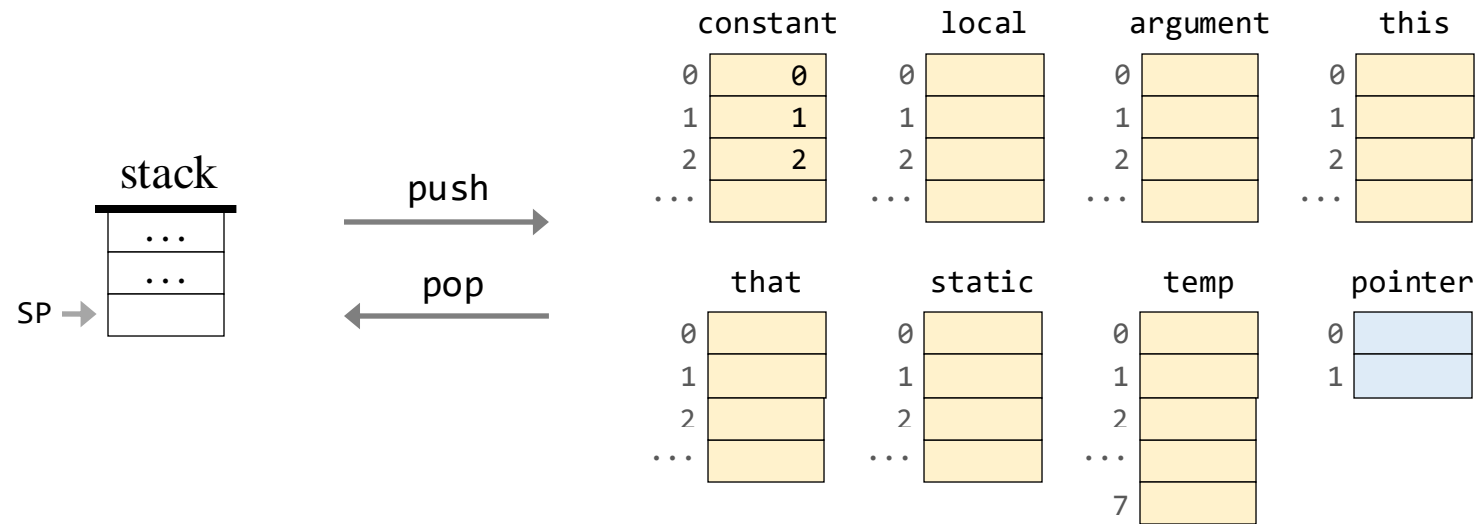 constant local argument this
0 0 0 0 0
1 1 1 1 1
2 2 2 2 2
... ... ... ...
stack
...
...
SP
push
pop
that static temp pointer
0 0 0 0
1 1 1 1
2 2 2
... ... ...
7